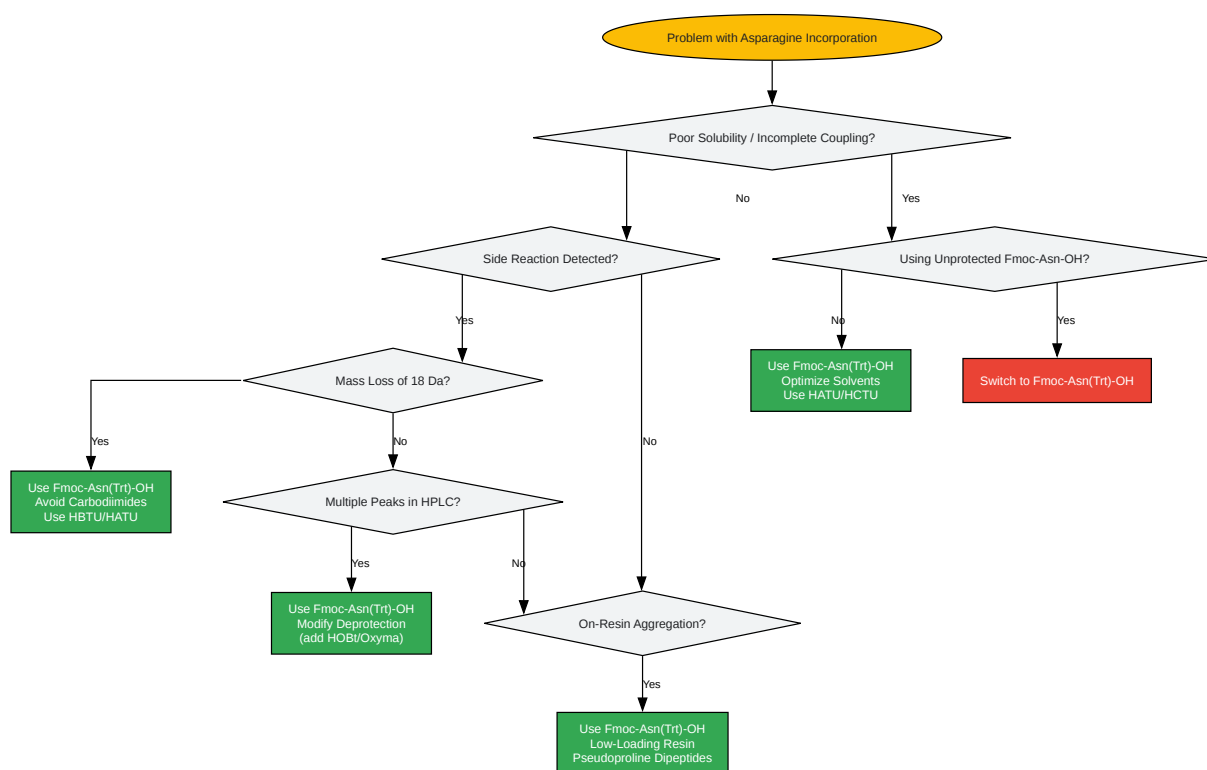 Problem with Asparagine Incorporation
Poor Solubility / Incomplete Coupling?
No
Yes
Side Reaction Detected?
Using Unprotected Fmoc-Asn-OH?
Yes
No
Yes
Mass Loss of 18 Da?
Use Fmoc-Asn(Trt)-OH
Optimize Solvents
Use HATU/HCTU
Switch to Fmoc-Asn(Trt)-OH
Yes
No
No
Use Fmoc-Asn(Trt)-OH
Avoid Carbodiimides
Use HBTU/HATU
Multiple Peaks in HPLC?
Yes
No
Use Fmoc-Asn(Trt)-OH
Modify Deprotection
(add HOBt/Oxyma)
On-Resin Aggregation?
Yes
Use Fmoc-Asn(Trt)-OH
Low-Loading Resin
Pseudoproline Dipeptides